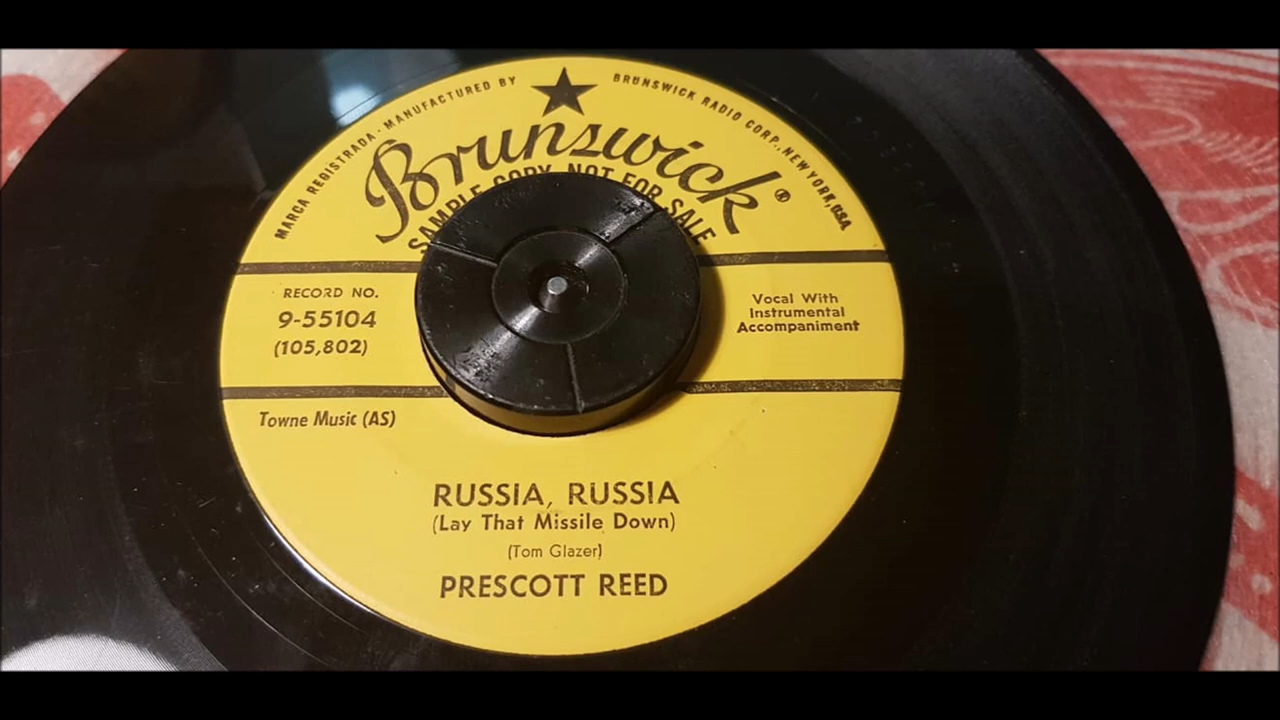 MARCA REGISTRADA · MANUFACTURED BY BRUNSWICK RADIO CORP., NEW YORK, USA
Brunswick®
SAMPLE COPY NOT FOR SALE
RECORD NO.
9-55104
(105,802)
Vocal With
Instrumental
Accompaniment
Towne Music (AS)
RUSSIA, RUSSIA
(Lay That Missile Down)
(Tom Glazer)
PRESCOTT REED